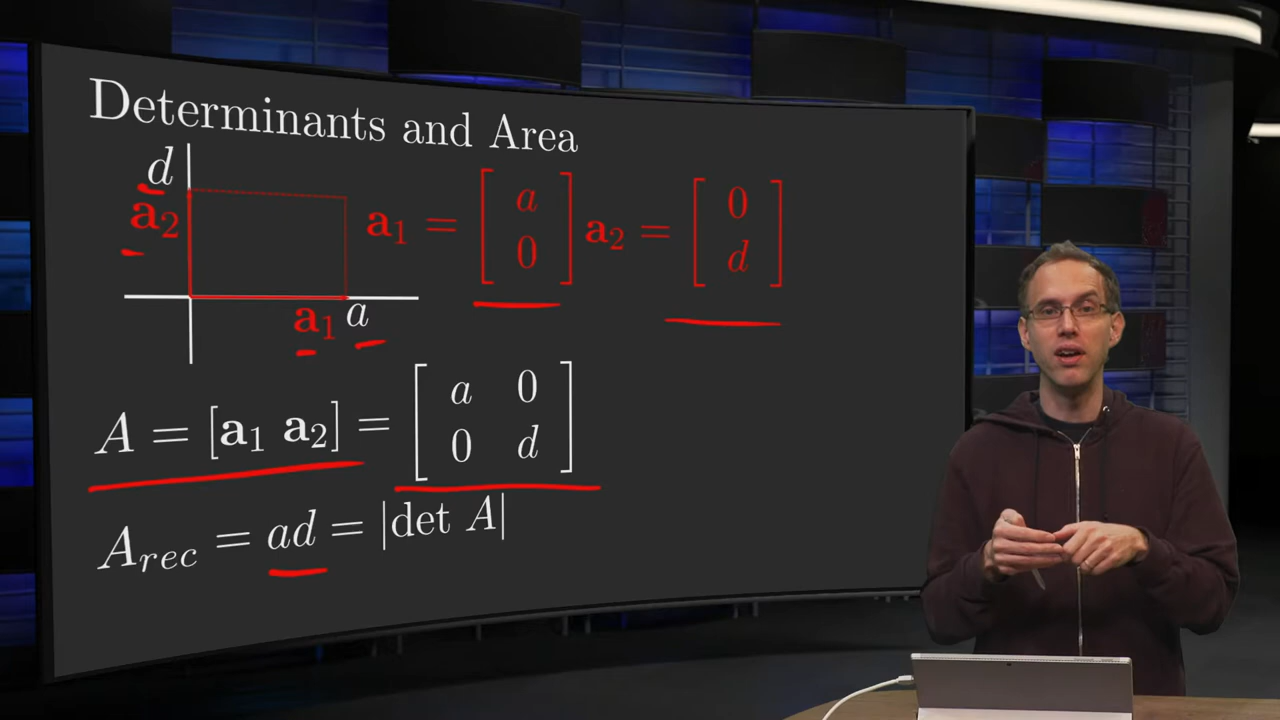 Determinants and Area
d
a₂
a₁ = [ a 0 ] a₂ = [ 0 d ]
a₁ a
A = [a₁ a₂] = [ a 0 0 d ]
A_rec = ad = |det A|